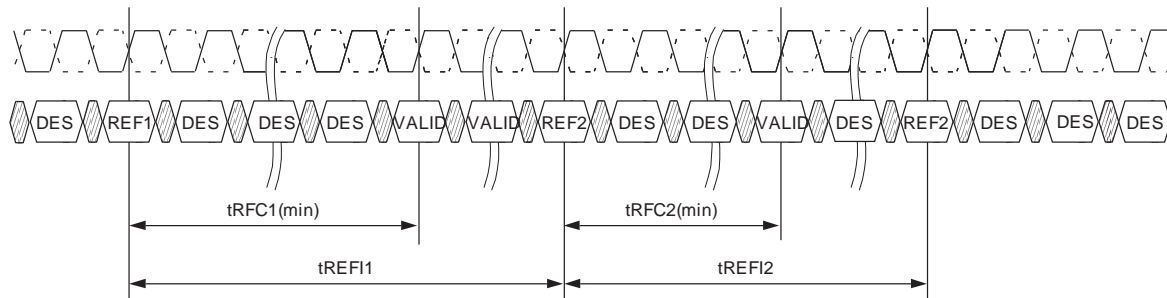 DES REF1 DES DES DES VALID VALID REF2 DES DES VALID DES REF2 DES DES DES
tRFC1(min) tRFC2(min)
tREFI1 tREFI2